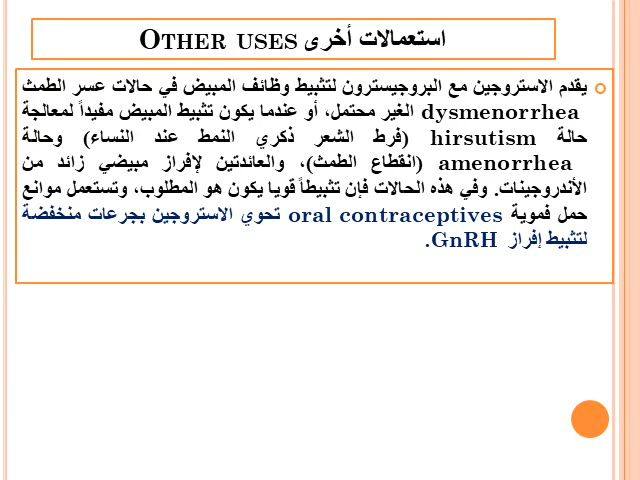 استعمالات أخرى OTHER USES
يقدم الاستروجين مع البروجيسترون لتثبيط وظائف المبيض في حالات عسر الطمث
dysmenorrhea الغير محتمل، أو عندما يكون تثبيط المبيض مفيداً لمعالجة
حالة hirsutism (فرط الشعر ذكري النمط عند النساء) وحالة
amenorrhea (انقطاع الطمث)، والعائدتين لإفراز مبيضي زائد من
الأندروجينات. وفي هذه الحالات فإن تثبيطاً قويا يكون هو المطلوب، وتستعمل موانع
حمل فموية oral contraceptives تحوي الاستروجين بجرعات منخفضة
لتثبيط إفراز GnRH.